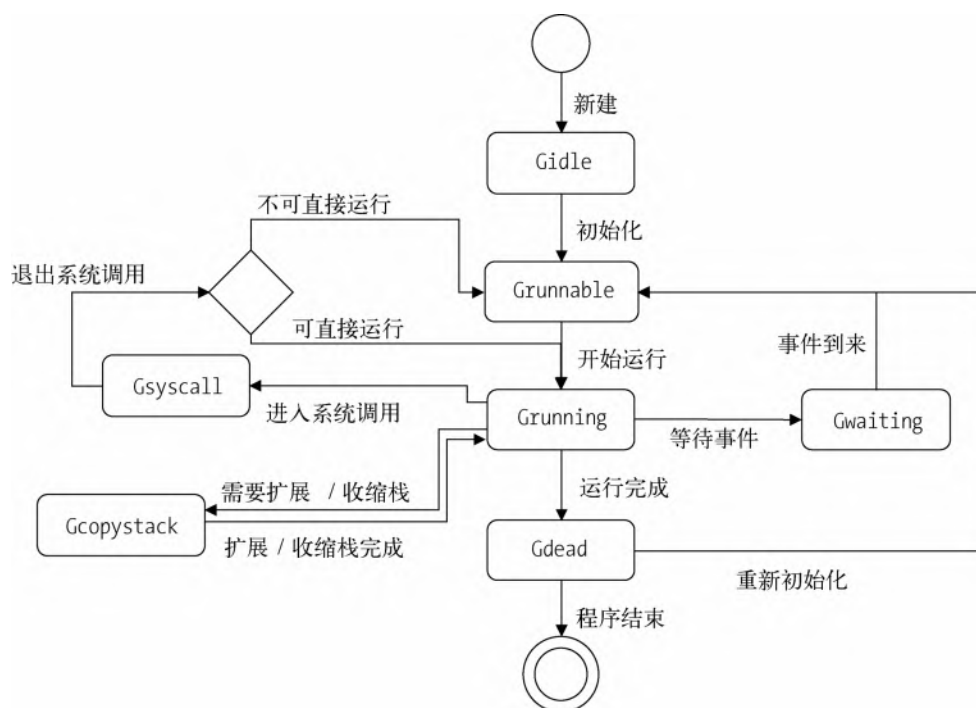 新建
Gidle
不可直接运行
初始化
退出系统调用
Grunnable
可直接运行
事件到来
开始运行
Gsyscall
进入系统调用
Grunning
等待事件
Gwaiting
需要扩展 / 收缩栈
运行完成
Gcopystack
扩展 / 收缩栈完成
Gdead
重新初始化
程序结束